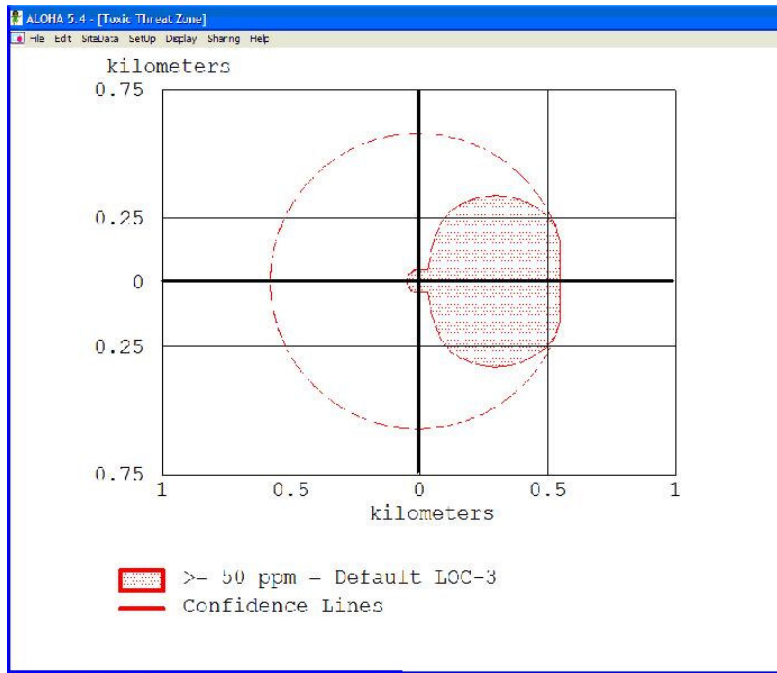 ALOHA 5.4 - [Toxic Threat Zone]
File Edit SiteData SetUp Display Sharing Help
kilometers
0.75
0.25
0
0.25
0.75
1 0.5 0 0.5 1
kilometers
>= 50 ppm = Default LOC-3
Confidence Lines